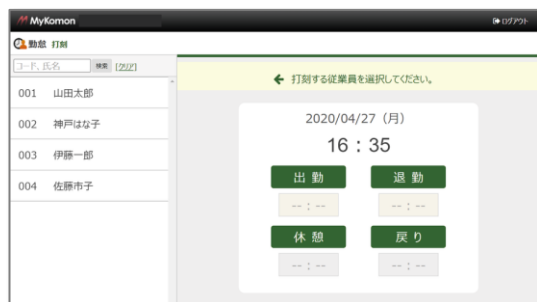 MyKomon
ログアウト
勤怠 打刻
コード、氏名 検索 [クリア]
001 山田太郎
002 神戸はな子
003 伊藤一郎
004 佐藤市子
← 打刻する従業員を選択してください。
2020/04/27（月）
16：35
出勤 退勤
--：-- --：--
休憩 戻り
--：-- --：--